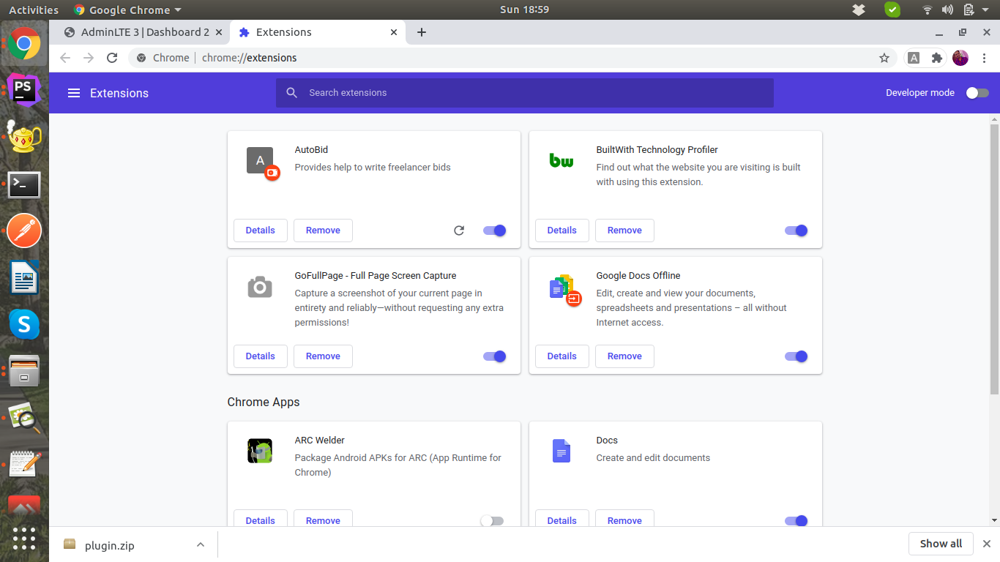 Activities
Google Chrome
Sun 18:59
AdminLTE 3 | Dashboard 2
Extensions
Chrome
chrome://extensions
A
PS
Extensions
Search extensions
Developer mode
A
AutoBid
Provides help to write freelancer bids
Details
Remove
bw
BuiltWith Technology Profiler
Find out what the website you are visiting is built
with using this extension.
Details
Remove
GoFullPage - Full Page Screen Capture
Capture a screenshot of your current page in
entirety and reliably—without requesting any extra
permissions!
Details
Remove
Google Docs Offline
Edit, create and view your documents,
spreadsheets and presentations – all without
Internet access.
Details
Remove
S
Chrome Apps
ARC Welder
Package Android APKs for ARC (App Runtime for
Chrome)
Details
Remove
Docs
Create and edit documents
Details
Remove
plugin.zip
Show all